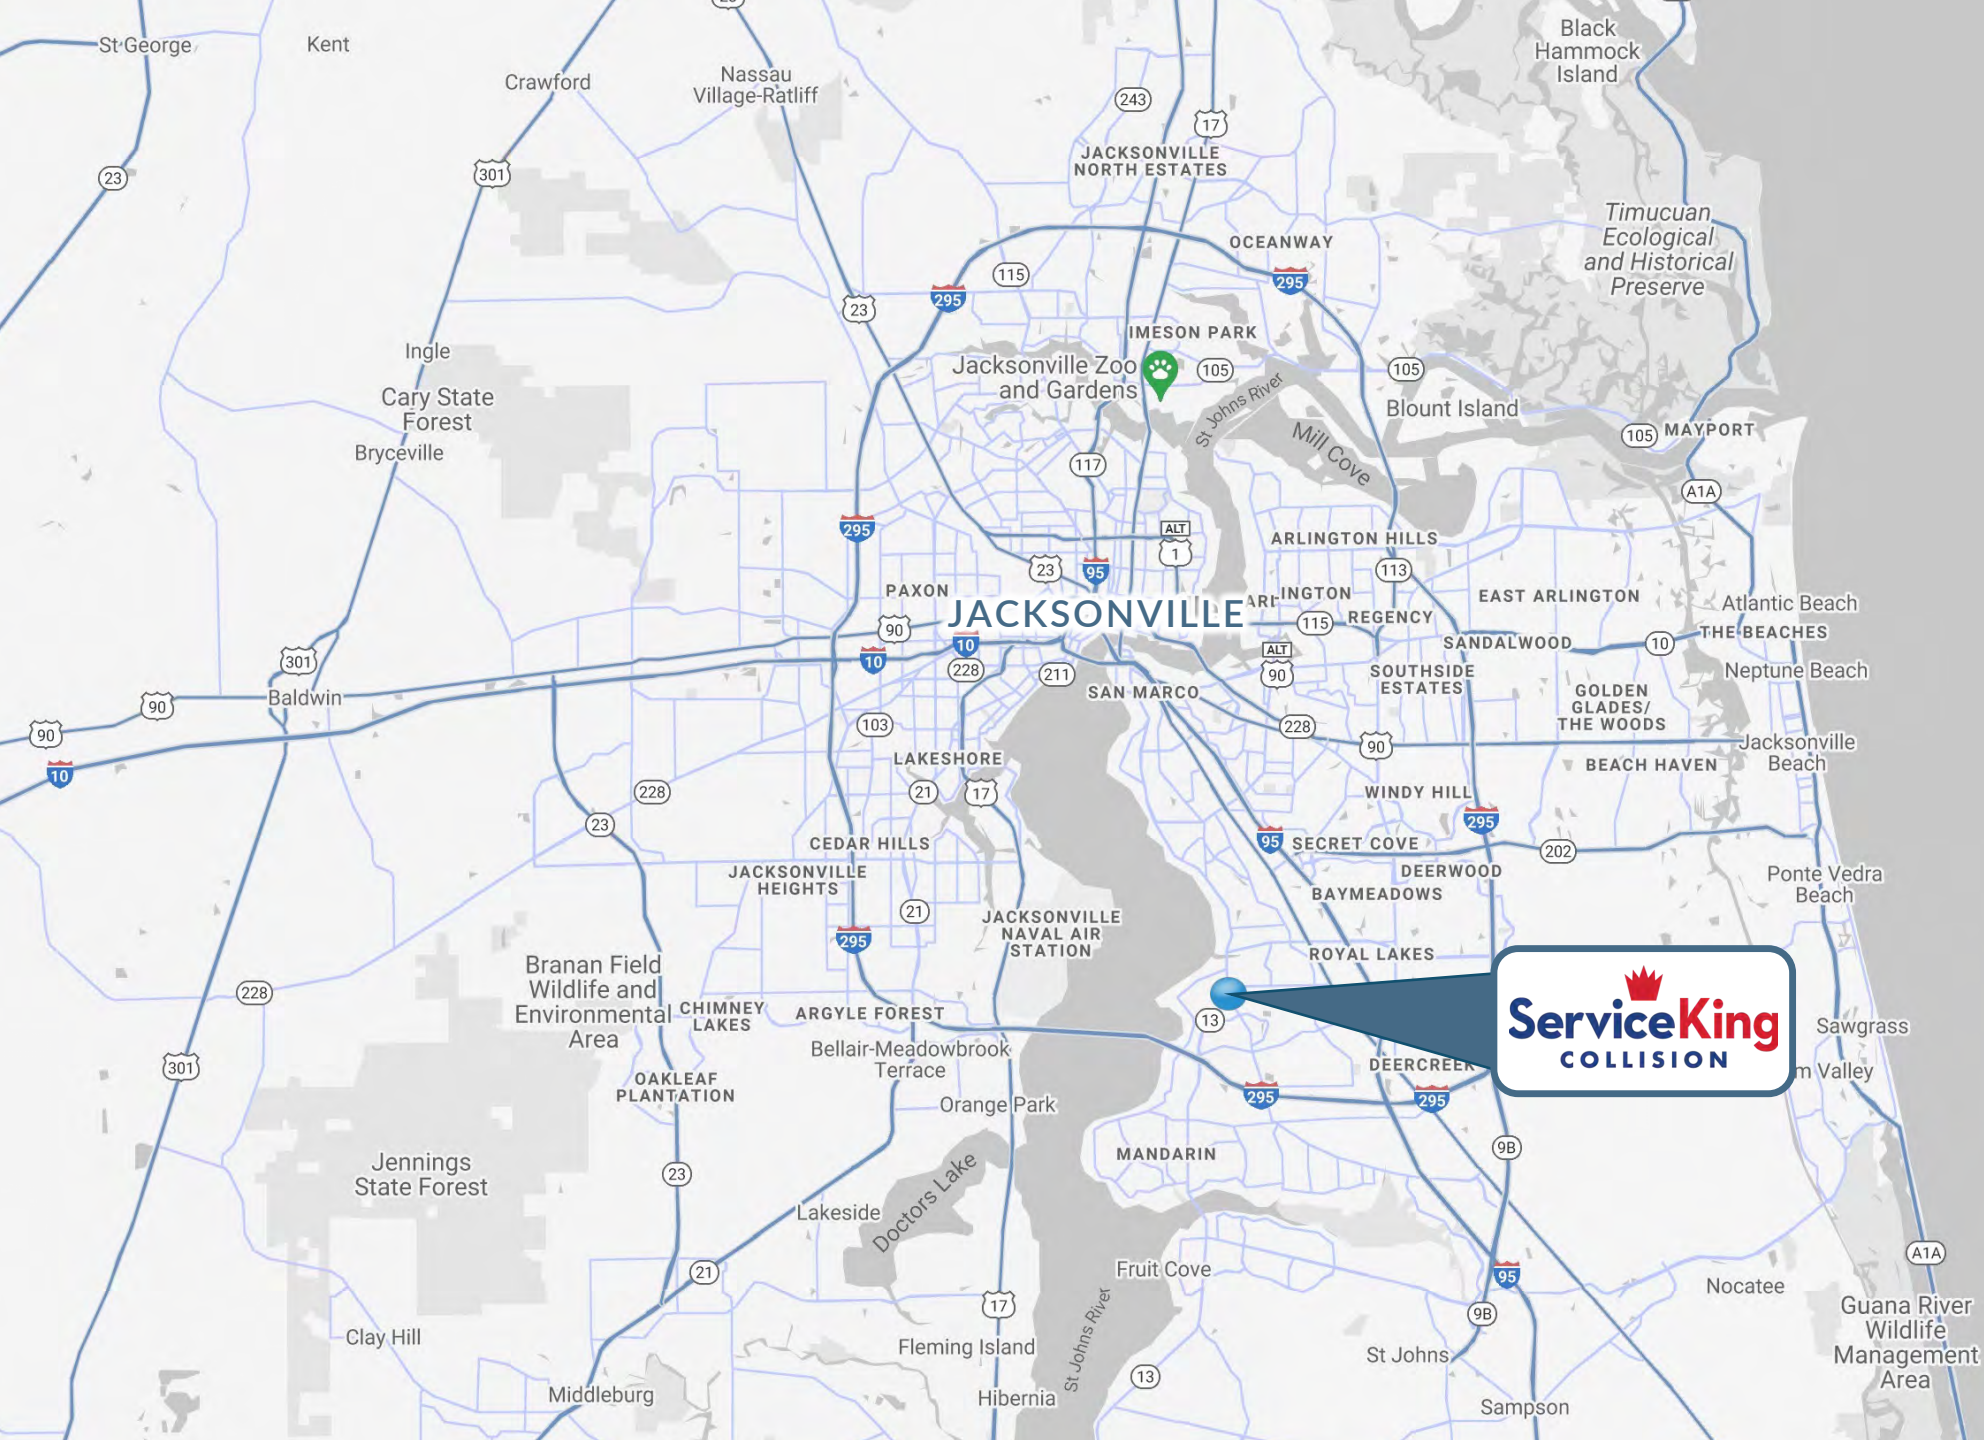 St George
Kent
Crawford
Nassau
Village-Ratliff
Black
Hammock
Island
243
17
23
301
JACKSONVILLE
NORTH ESTATES
Timucuan
Ecological
and Historical
Preserve
OCEANWAY
115
295
295
23
IMESON PARK
Ingle
Jacksonville Zoo
and Gardens
105
105
Cary State
Forest
St Johns River
Blount Island
Mill Cove
105
MAYPORT
Bryceville
117
A1A
295
ALT
1
ARLINGTON HILLS
23
95
113
PAXON
INGTON
EAST ARLINGTON
Atlantic Beach
JACKSONVILLE
90
115
REGENCY
THE BEACHES
10
10
SANDALWOOD
10
301
228
211
ALT
90
SOUTHSIDE
ESTATES
Neptune Beach
Baldwin
90
SAN MARCO
GOLDEN
GLADES/
THE WOODS
90
103
228
90
Jacksonville
Beach
10
LAKESHORE
BEACH HAVEN
228
21
17
WINDY HILL
23
295
95
SECRET COVE
202
CEDAR HILLS
JACKSONVILLE
HEIGHTS
DEERWOOD
Ponte Vedra
Beach
BAYMEADOWS
21
JACKSONVILLE
NAVAL AIR
STATION
295
ROYAL LAKES
Branan Field
Wildlife and
Environmental
Area
228
CHIMNEY
LAKES
ARGYLE FOREST
13
ServiceKing
COLLISION
Sawgrass
Bellair-Meadowbrook
Terrace
301
DEERCREEK
m Valley
OAKLEAF
PLANTATION
Orange Park
295
295
MANDARIN
9B
Jennings
State Forest
23
Doctors Lake
Lakeside
A1A
21
Fruit Cove
95
Nocatee
17
9B
St Johns River
Guana River
Wildlife
Management
Area
Clay Hill
Fleming Island
St Johns
Middleburg
Hibernia
13
Sampson